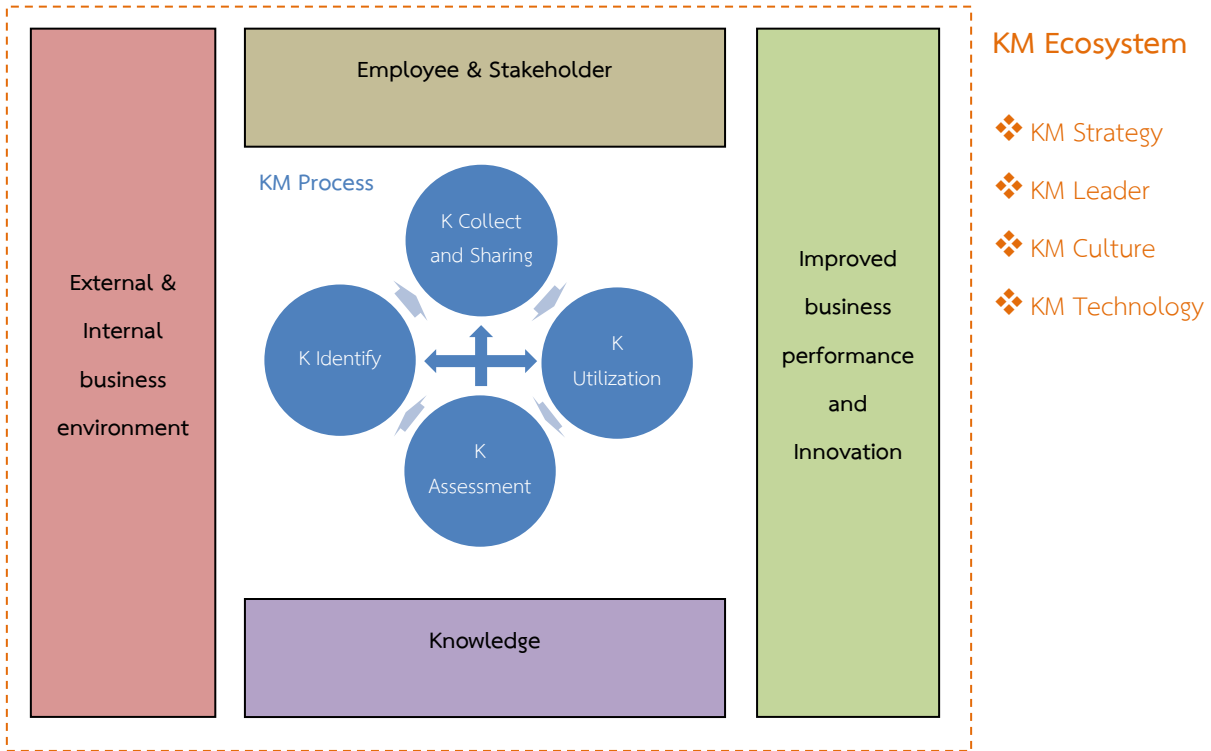 KM Ecosystem
❖ KM Strategy
❖ KM Leader
❖ KM Culture
❖ KM Technology
External &
Internal
business
environment
Employee & Stakeholder
KM Process
K Collect
and Sharing
K Identify
K
Utilization
K
Assessment
Knowledge
Improved
business
performance
and
Innovation